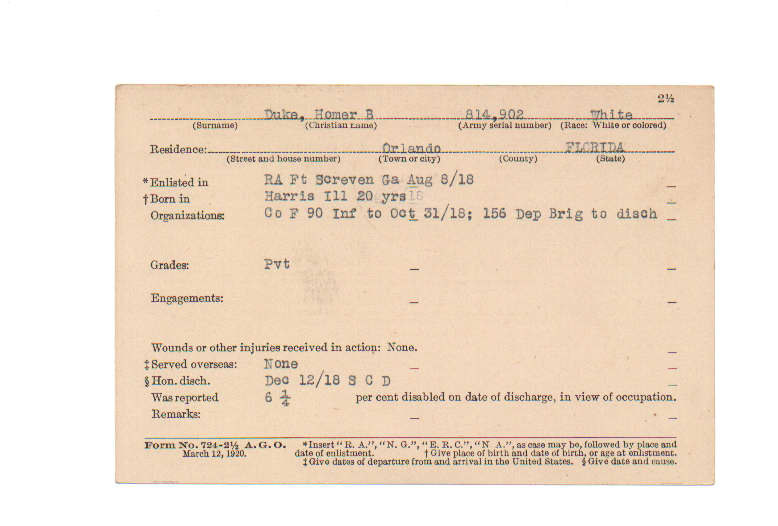 2½
Duke, Homer B 814,902 White
(Surname) (Christian name) (Army serial number) (Race: White or colored)
Residence: Orlando FLORIDA
(Street and house number) (Town or city) (County) (State)
*Enlisted in RA Ft Screven Ga Aug 8/18
†Born in Harris Ill 20 yrs
Organizations: Co F 90 Inf to Oct 31/18; 156 Dep Brig to disch
Grades: Pvt
Engagements:
Wounds or other injuries received in action: None.
‡Served overseas: None
§Hon. disch. Dec 12/18 S C D
Was reported 6 1/4 per cent disabled on date of discharge, in view of occupation.
Remarks:
Form No. 724-2½ A. G. O. *Insert "R. A.", "N. G.", "E. R. C.", "N A.", as case may be, followed by place and
March 12, 1920. date of enlistment. †Give place of birth and date of birth, or age at enlistment.
‡Give dates of departure from and arrival in the United States. §Give date and cause.